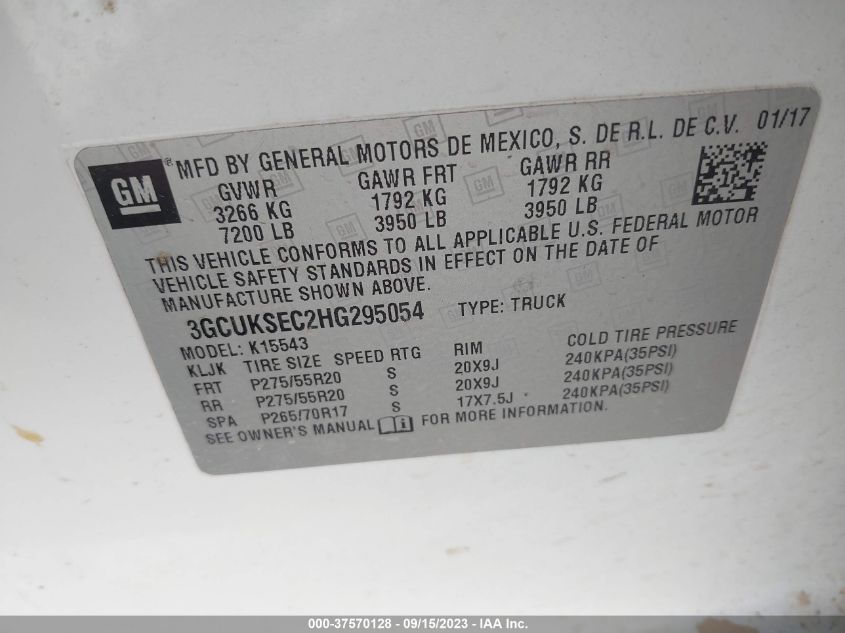 GM
® MFD BY GENERAL MOTORS DE MEXICO, S. DE R.L. DE C.V. 01/17
GVWR GAWR FRT GAWR RR
3266 KG 1792 KG 1792 KG
7200 LB 3950 LB 3950 LB
THIS VEHICLE CONFORMS TO ALL APPLICABLE U.S. FEDERAL MOTOR
VEHICLE SAFETY STANDARDS IN EFFECT ON THE DATE OF
MANUFACTURE SHOWN ABOVE.
3GCUKSEC2HG295054 TYPE: TRUCK
MODEL: K15543
KLJK TIRE SIZE SPEED RTG RIM COLD TIRE PRESSURE
FRT P275/55R20 S 20X9J 240KPA(35PSI)
RR P275/55R20 S 20X9J 240KPA(35PSI)
SPA P265/70R17 S 17X7.5J 240KPA(35PSI)
SEE OWNER'S MANUAL i FOR MORE INFORMATION.
000-37570128 - 09/15/2023 - IAA Inc.